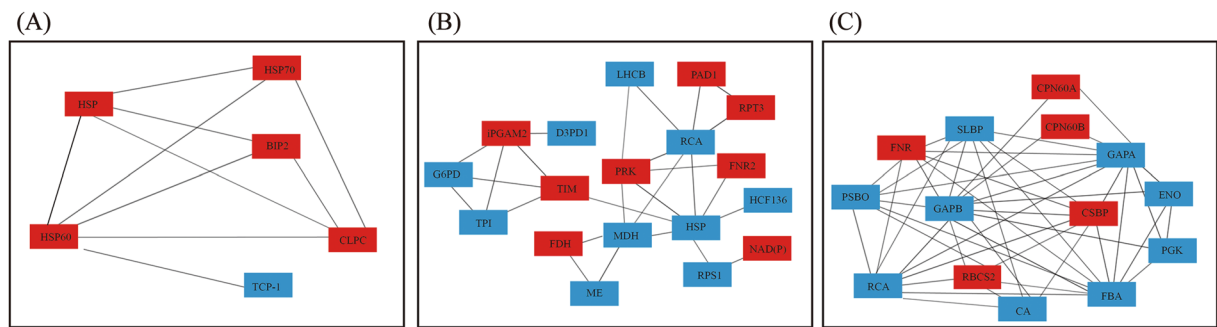 (A)
(B)
(C)
HSP70
HSP
BIP2
HSP60
CLPC
TCP-1
LHCB
PAD1
RPT3
iPGAM2
D3PD1
RCA
G6PD
PRK
FNR2
TIM
HCF136
TPI
MDH
HSP
FDH
NAD(P)
RPS1
ME
CPN60A
CPN60B
SLBP
FNR
GAPA
PSBO
ENO
GAPB
CSBP
PGK
RBCS2
RCA
FBA
CA